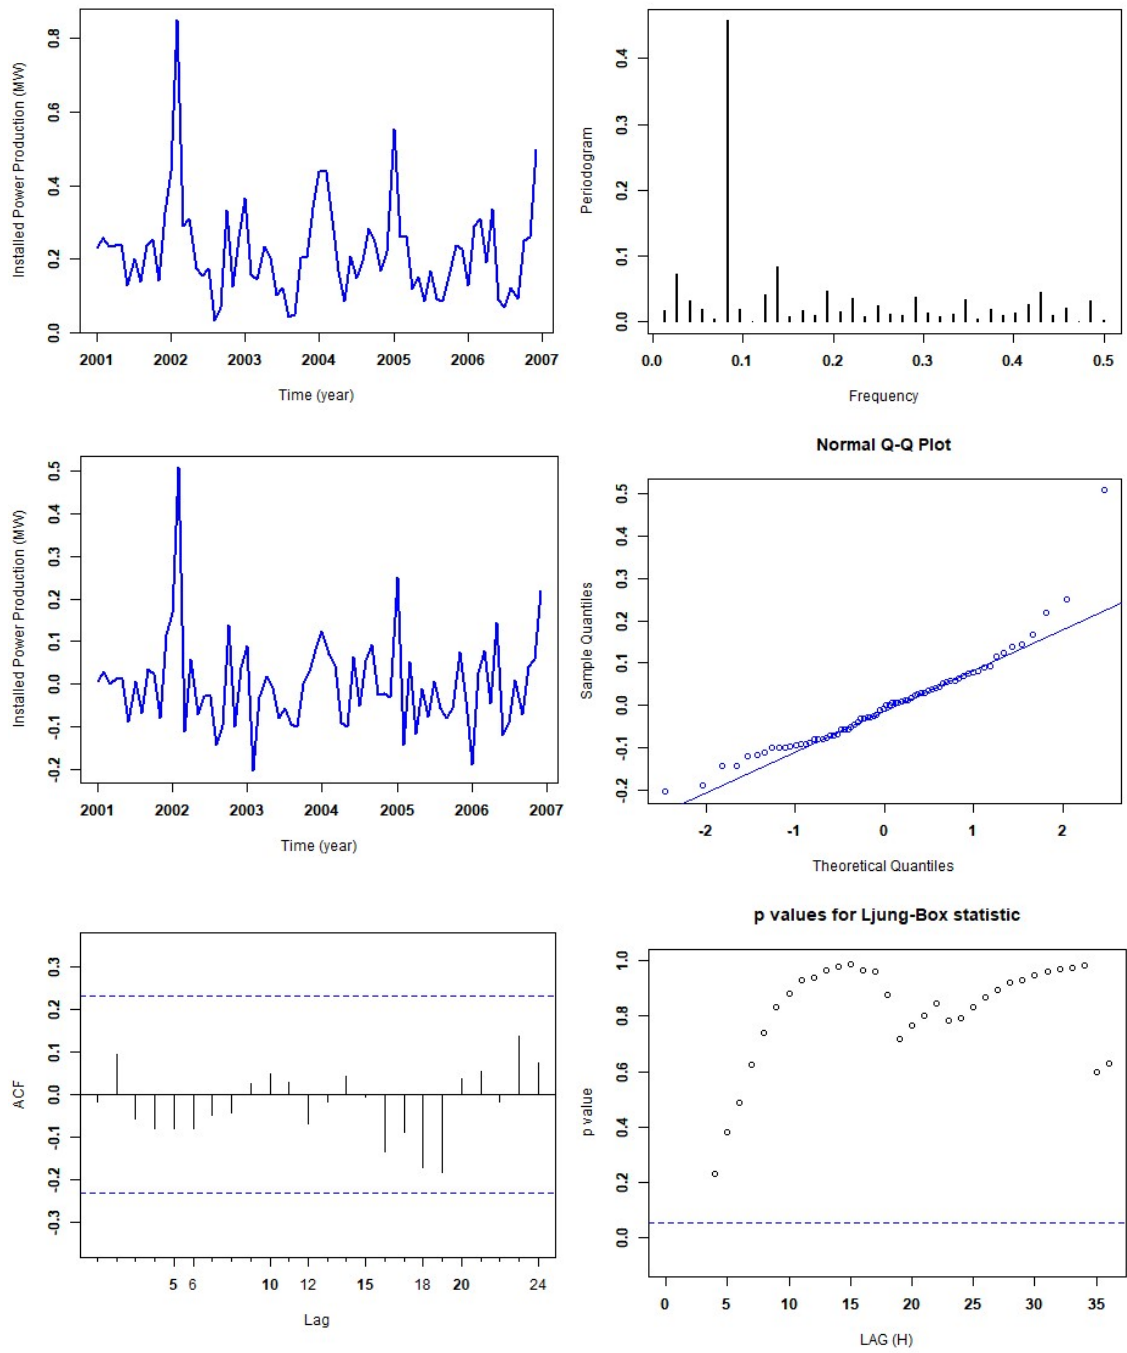 Installed Power Production (MW)
0.0 0.2 0.4 0.6 0.8
2001 2002 2003 2004 2005 2006 2007
Time (year)
Periodogram
0.0 0.1 0.2 0.3 0.4
0.0 0.1 0.2 0.3 0.4 0.5
Frequency
Installed Power Production (MW)
-0.2 -0.1 0.0 0.1 0.2 0.3 0.4 0.5
2001 2002 2003 2004 2005 2006 2007
Time (year)
Normal Q-Q Plot
Sample Quantiles
-0.2 -0.1 0.0 0.1 0.2 0.3 0.4 0.5
-2 -1 0 1 2
Theoretical Quantiles
ACF
-0.3 -0.2 -0.1 0.0 0.1 0.2 0.3
5 6 10 12 15 18 20 24
Lag
p values for Ljung-Box statistic
p value
0.0 0.2 0.4 0.6 0.8 1.0
0 5 10 15 20 25 30 35
LAG (H)